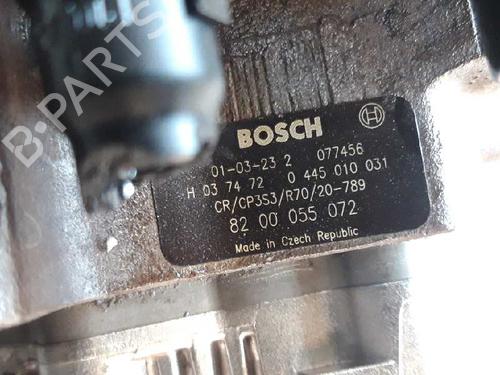 BOSCH
01-03-23 2 077456
H 03 74 72 0 445 010 031
CR/CP3S3/R70/20-789
82 00 055 072
Made in Czech Republic
B-PARTS